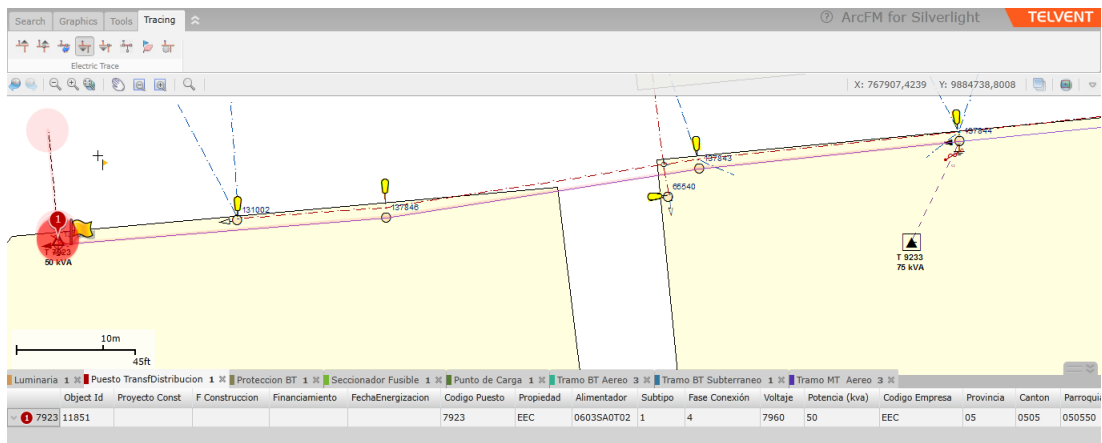 Search Graphics Tools Tracing
ArcFM for Silverlight TELVENT
Electric Trace
X: 767907,4239 Y: 9884738,8008
137844
137843
65540
137846
131002
1
T 7923
50 kVA
T 9233
75 kVA
10m
45ft
Luminaria 1 Puesto TransfDistribucion 1 Proteccion BT 1 Seccionador Fusible 1 Punto de Carga 1 Tramo BT Aereo 3 Tramo BT Subterraneo 1 Tramo MT Aereo 3
Object Id Proyecto Const F Construccion Financiamiento FechaEnergizacion Codigo Puesto Propiedad Alimentador Subtipo Fase Conexión Voltaje Potencia (kva) Codigo Empresa Provincia Canton Parroquia
1 7923 11851 7923 EEC 0603SA0T02 1 4 7960 50 EEC 05 0505 050550